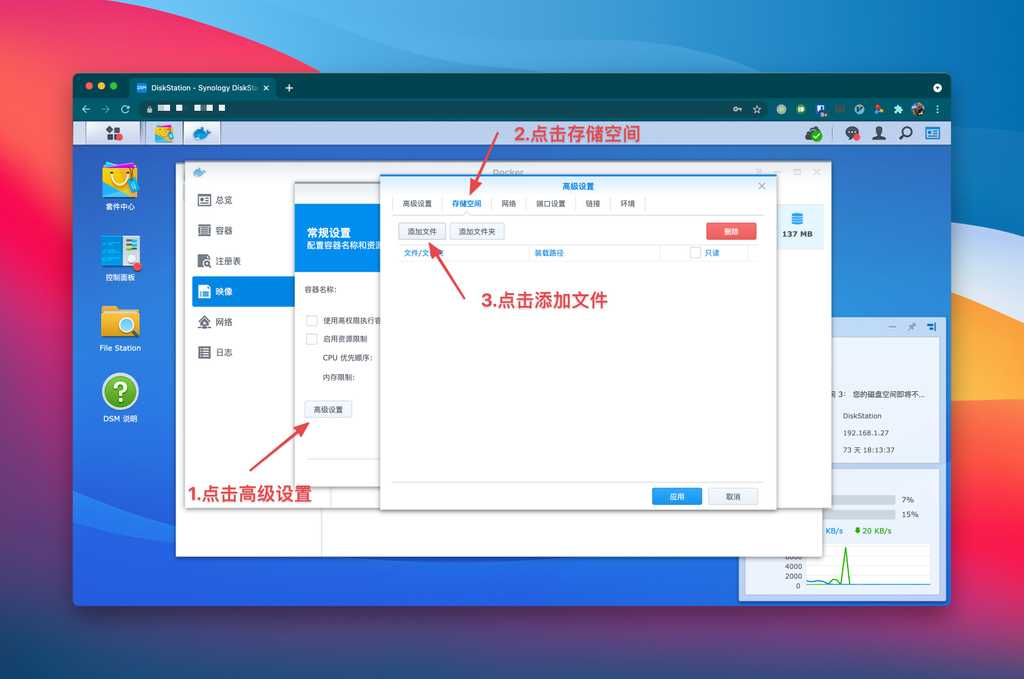 DiskStation - Synology DiskSta
2.点击存储空间
套件中心
控制面板
File Station
DSM 说明
Docker
总览
容器
注册表
映像
网络
日志
常规设置
配置容器名称和资源
容器名称:
使用高权限执行容
启用资源限制
CPU 优先顺序:
内存限制:
高级设置
1.点击高级设置
高级设置
高级设置
存储空间
网络
端口设置
链接
环境
添加文件
添加文件夹
删除
文件/文
装载路径
只读
3.点击添加文件
应用
取消
137 MB
3: 您的磁盘空间即将不...
DiskStation
192.168.1.27
73 天 18:13:37
7%
15%
KB/s
20 KB/s
4000
2000
0